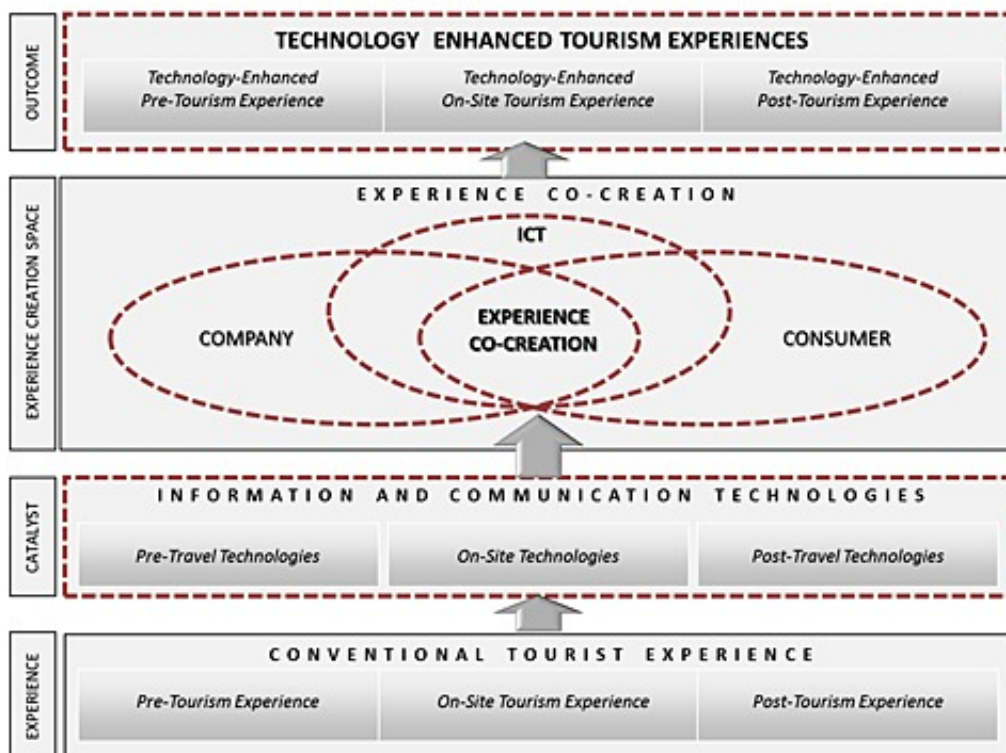 OUTCOME
TECHNOLOGY ENHANCED TOURISM EXPERIENCES
Technology-Enhanced
Pre-Tourism Experience
Technology-Enhanced
On-Site Tourism Experience
Technology-Enhanced
Post-Tourism Experience
EXPERIENCE CREATION SPACE
EXPERIENCE CO-CREATION
ICT
COMPANY
EXPERIENCE
CO-CREATION
CONSUMER
CATALYST
INFORMATION AND COMMUNICATION TECHNOLOGIES
Pre-Travel Technologies
On-Site Technologies
Post-Travel Technologies
EXPERIENCE
CONVENTIONAL TOURIST EXPERIENCE
Pre-Tourism Experience
On-Site Tourism Experience
Post-Tourism Experience